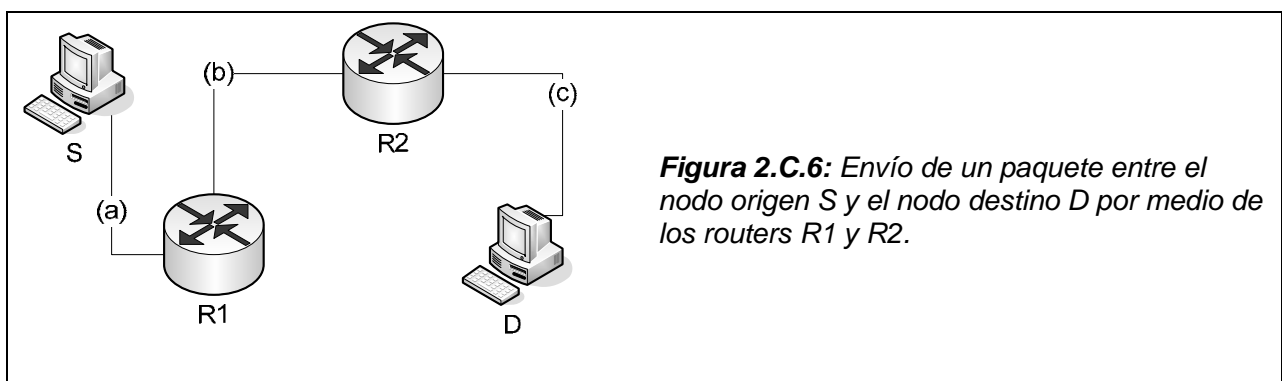 S
(a)
R1
(b)
R2
(c)
D
Figura 2.C.6: Envío de un paquete entre el
nodo origen S y el nodo destino D por medio de
los routers R1 y R2.